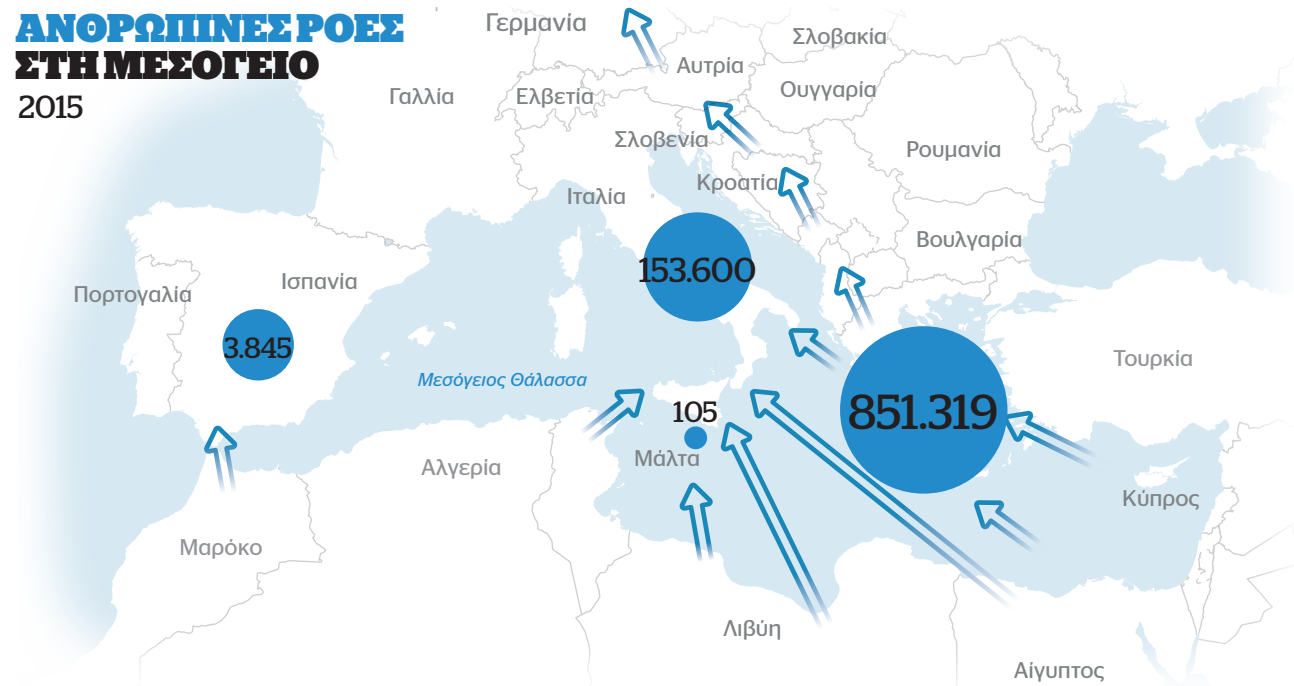 ΑΝΘΡΩΠΙΝΕΣ ΡΟΕΣ
ΣΤΗ ΜΕΣΟΓΕΙΟ
2015
Γερμανία
Σλοβακία
Αυτρία
Ουγγαρία
Γαλλία
Ελβετία
Σλοβενία
Ρουμανία
Κροατία
Ιταλία
Βουλγαρία
153.600
Ισπανία
Πορτογαλία
3.845
Τουρκία
Μεσόγειος Θάλασσα
105
851.319
Μάλτα
Αλγερία
Κύπρος
Μαρόκο
Λιβύη
Αίγυπτος